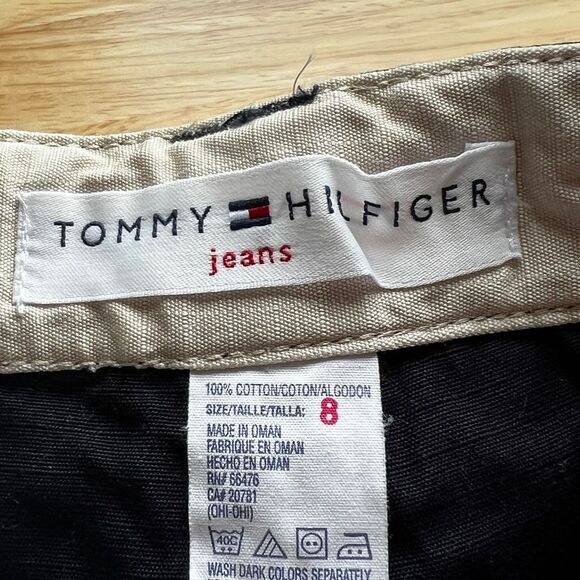 TOMMY HILFIGER
jeans
100% COTTON/COTON/ALGODON
SIZE/TAILLE/TALLA: 8
MADE IN OMAN
FABRIQUE EN OMAN
HECHO EN OMAN
RN# 66476
CA# 20781
(OHI-OHI)
40C
WASH DARK COLORS SEPARATELY